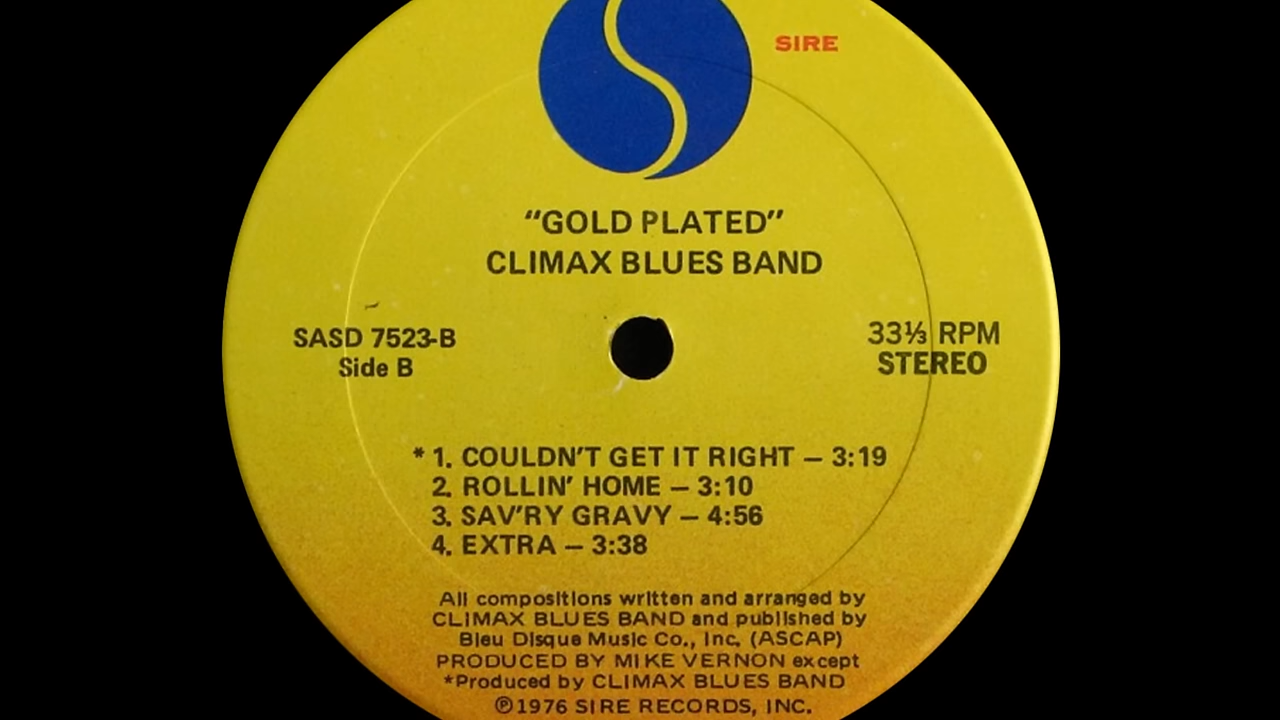 SIRE
“GOLD PLATED”
CLIMAX BLUES BAND
SASD 7523-B
Side B
33⅓ RPM
STEREO
* 1. COULDN’T GET IT RIGHT — 3:19
2. ROLLIN’ HOME — 3:10
3. SAV’RY GRAVY — 4:56
4. EXTRA — 3:38
All compositions written and arranged by
CLIMAX BLUES BAND and published by
Bleu Disque Music Co., Inc. (ASCAP)
PRODUCED BY MIKE VERNON except
*Produced by CLIMAX BLUES BAND
℗1976 SIRE RECORDS, INC.